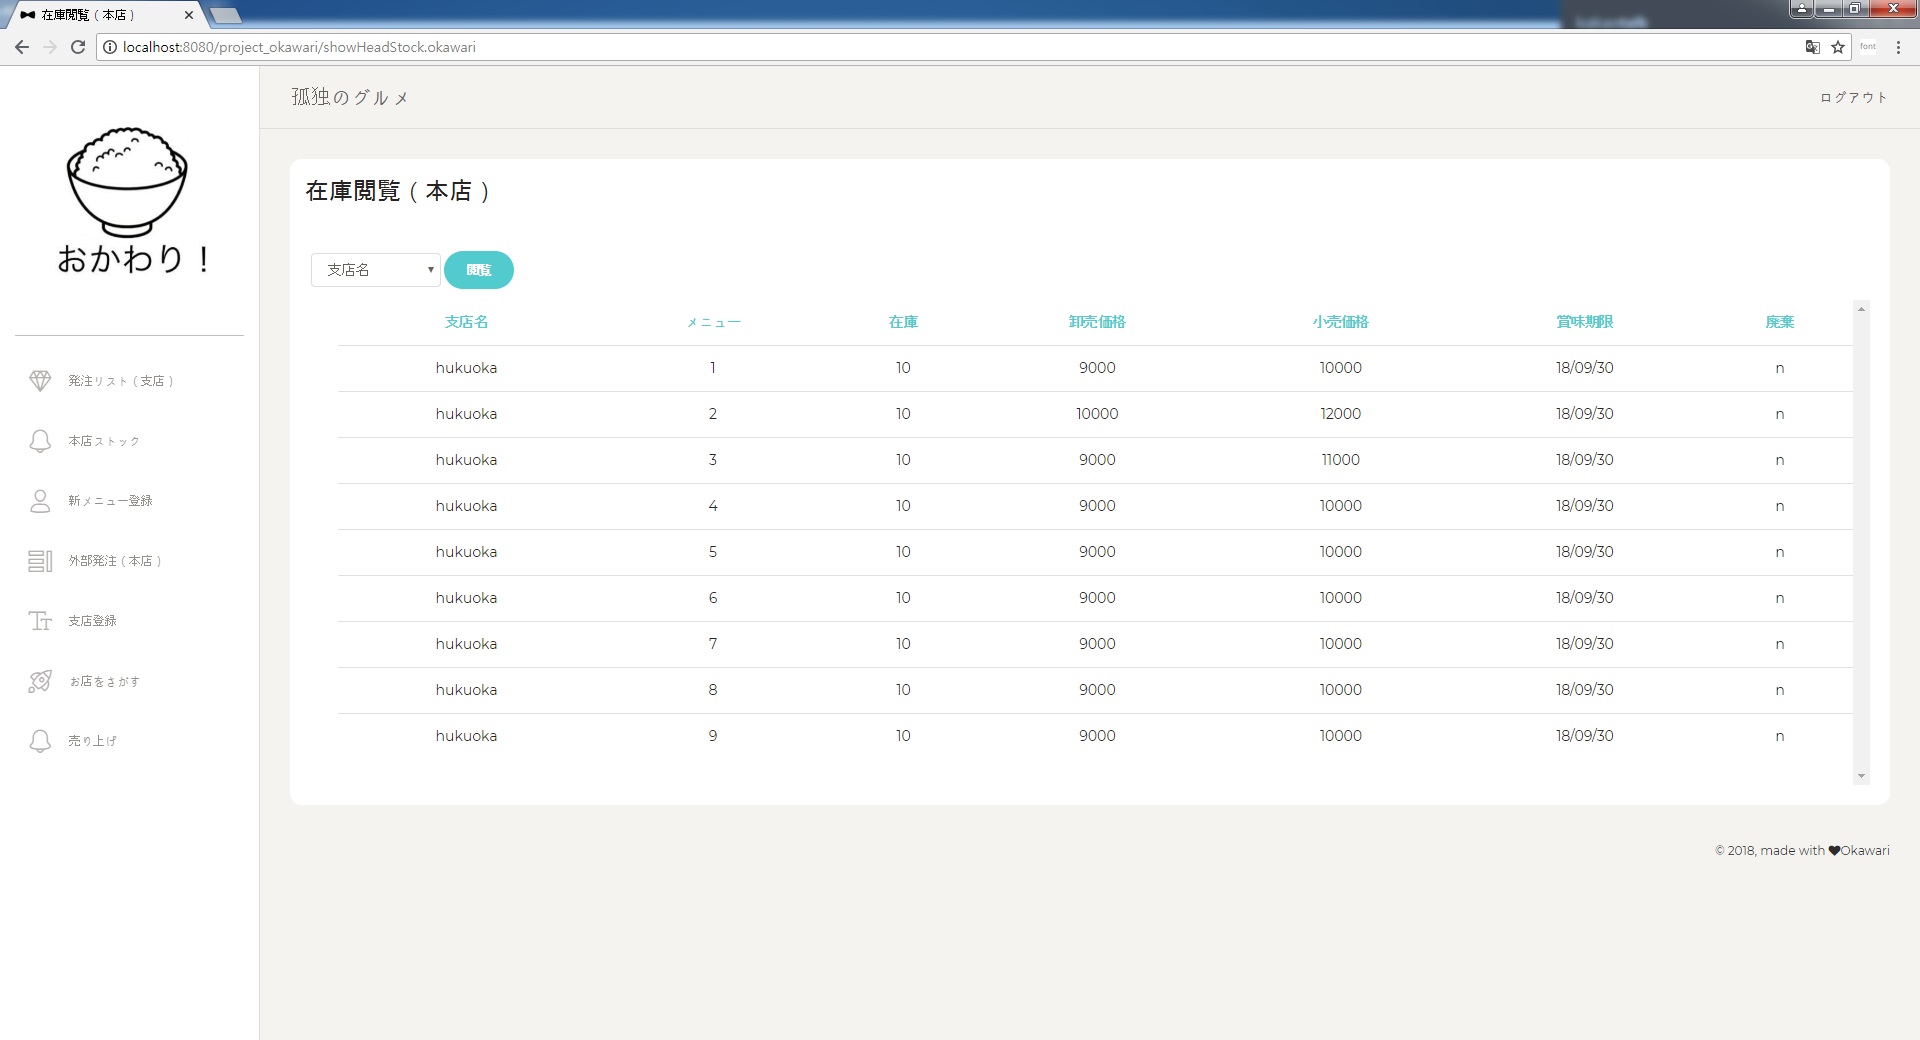 在庫閲覧（本店）
localhost:8080/project_okawari/showHeadStock.okawari
font
おかわり！
発注リスト（支店）
本店ストック
新メニュー登録
外部発注（本店）
支店登録
お店をさがす
売り上げ
孤独のグルメ
ログアウト
在庫閲覧（本店）
支店名 閲覧
支店名 メニュー 在庫 卸売価格 小売価格 賞味期限 廃棄
hukuoka 1 10 9000 10000 18/09/30 n
hukuoka 2 10 10000 12000 18/09/30 n
hukuoka 3 10 9000 11000 18/09/30 n
hukuoka 4 10 9000 10000 18/09/30 n
hukuoka 5 10 9000 10000 18/09/30 n
hukuoka 6 10 9000 10000 18/09/30 n
hukuoka 7 10 9000 10000 18/09/30 n
hukuoka 8 10 9000 10000 18/09/30 n
hukuoka 9 10 9000 10000 18/09/30 n
© 2018, made with ♥Okawari